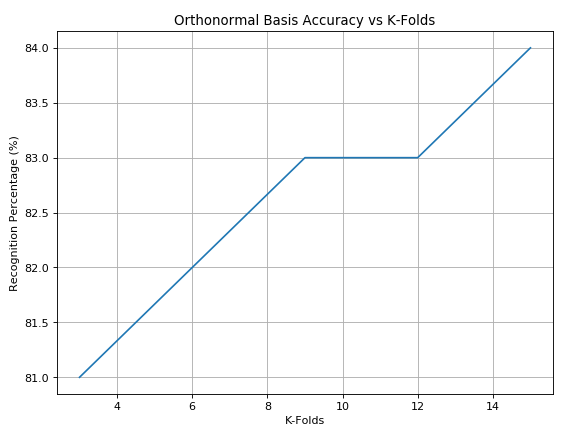 Orthonormal Basis Accuracy vs K-Folds
84.0
83.5
83.0
82.5
82.0
81.5
81.0
Recognition Percentage (%)
4 6 8 10 12 14
K-Folds